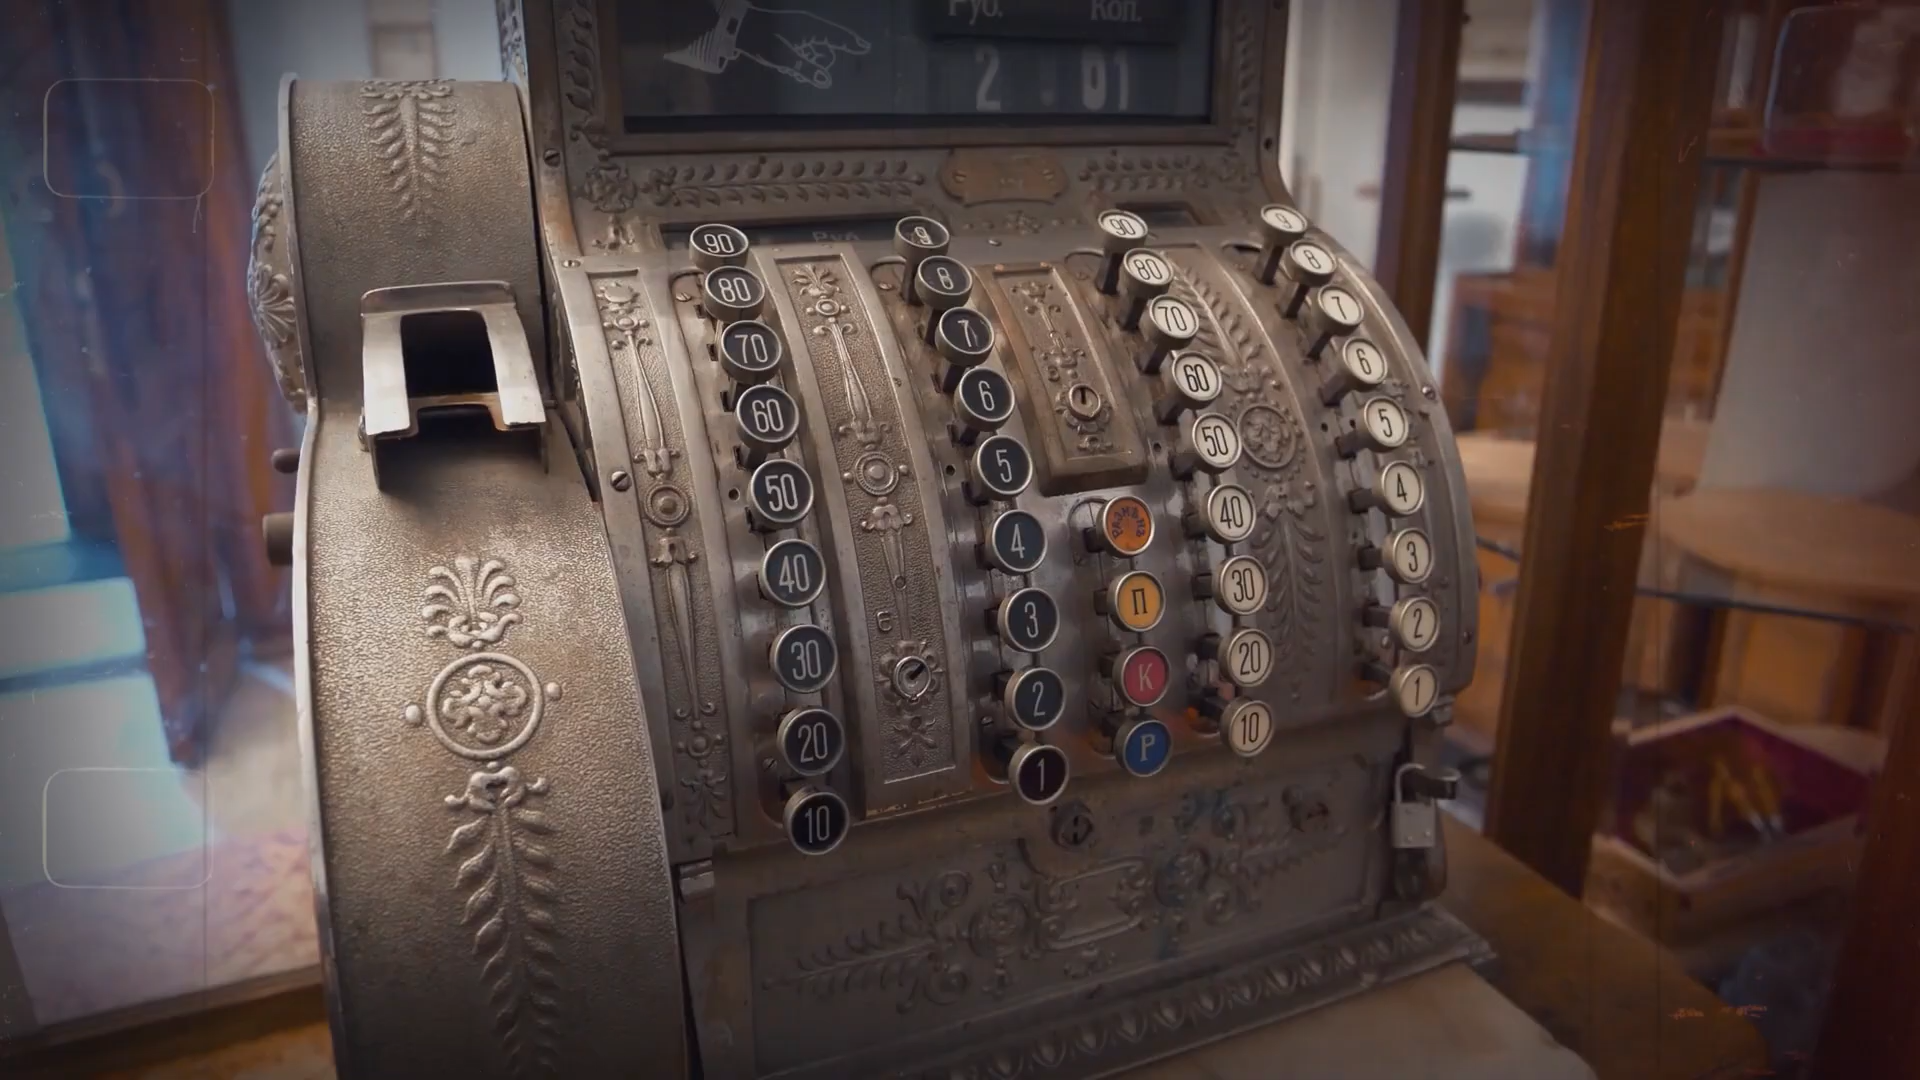 Руб. Коп.
2 01
Руб
90 9 90 9
80 8 80 8
70 7 70 7
60 6 60 6
50 5 50 5
40 4 РАЗМѢНЪ 40 4
30 3 П 30 3
20 2 К 20 2
10 1 Р 10 1